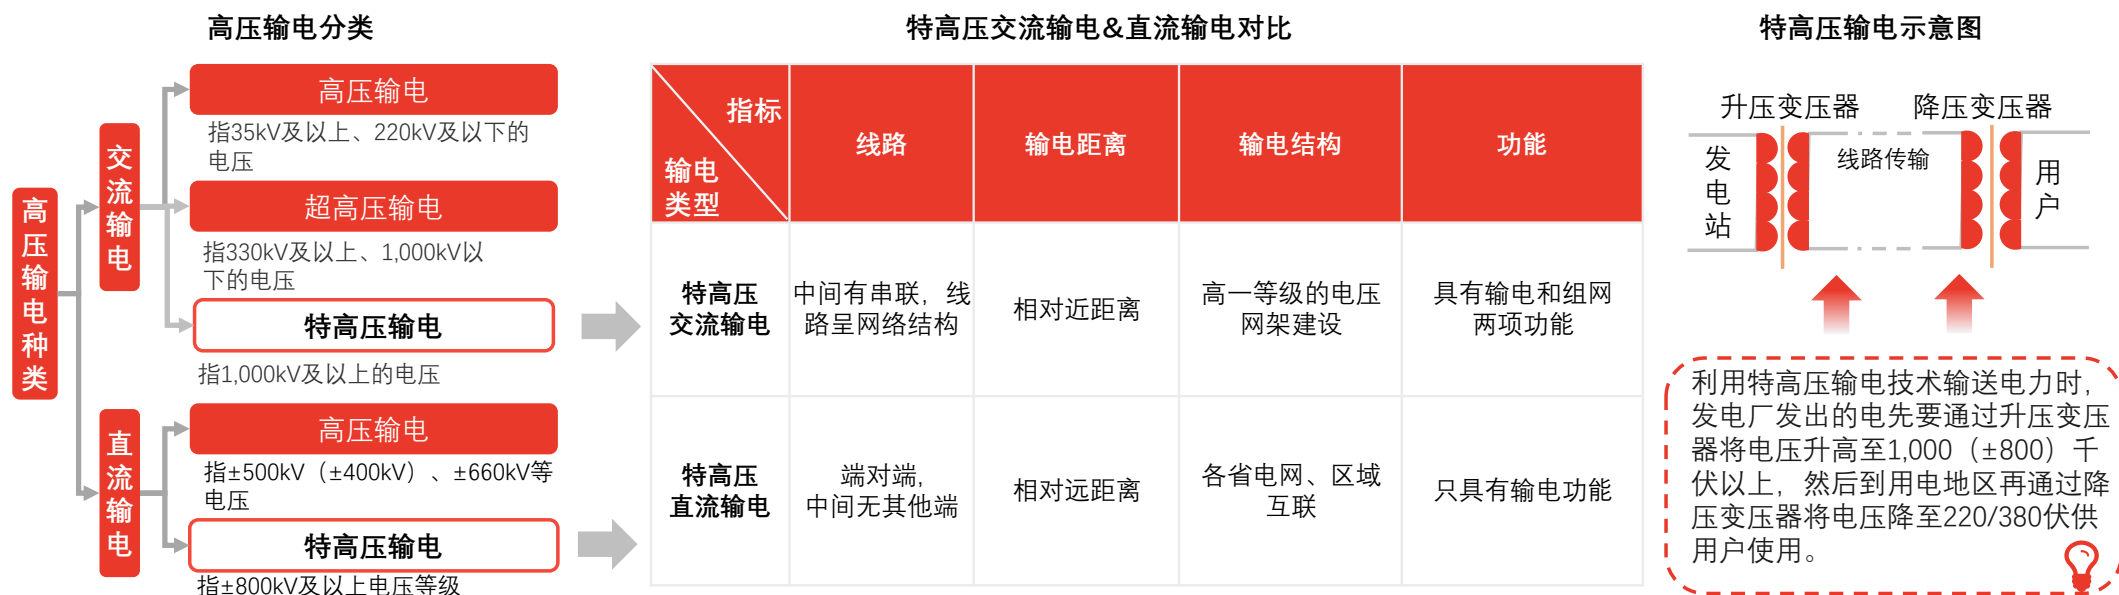 高压输电分类
高压输电种类
交流输电
高压输电
指35kV及以上、220kV及以下的
电压
超高压输电
指330kV及以上、1,000kV以
下的电压
特高压输电
指1,000kV及以上的电压
直流输电
高压输电
指±500kV（±400kV）、±660kV等
电压
特高压输电
指±800kV及以上电压等级
特高压交流输电&直流输电对比
指标
输电
类型
线路
输电距离
输电结构
功能
特高压
交流输电
中间有串联，线
路呈网络结构
相对近距离
高一等级的电压
网架建设
具有输电和组网
两项功能
特高压
直流输电
端对端，
中间无其他端
相对远距离
各省电网、区域
互联
只具有输电功能
特高压输电示意图
升压变压器
降压变压器
发电站
线路传输
用户
利用特高压输电技术输送电力时，
发电厂发出的电先要通过升压变压
器将电压升高至1,000（±800）千
伏以上，然后到用电地区再通过降
压变压器将电压降至220/380伏供
用户使用。